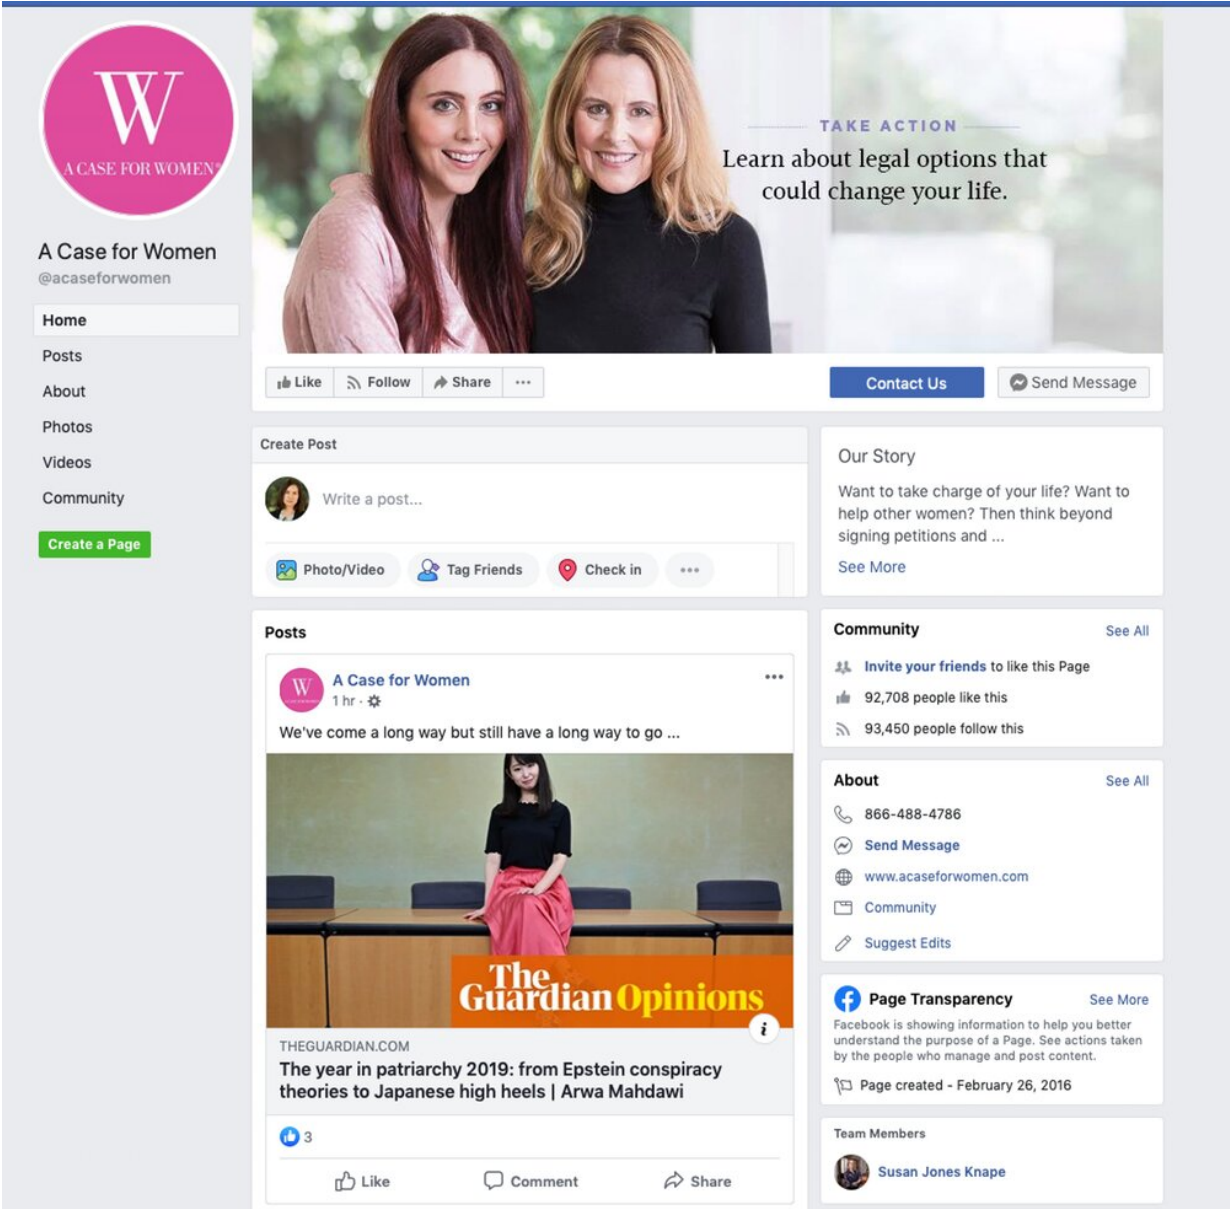 W
A CASE FOR WOMEN®
A Case for Women
@acaseforwomen
Home
Posts
About
Photos
Videos
Community
Create a Page
TAKE ACTION
Learn about legal options that
could change your life.
Like
Follow
Share
Contact Us
Send Message
Create Post
Write a post...
Photo/Video
Tag Friends
Check in
Posts
W
A Case for Women
1 hr ·
We've come a long way but still have a long way to go ...
The
Guardian Opinions
i
THEGUARDIAN.COM
The year in patriarchy 2019: from Epstein conspiracy
theories to Japanese high heels | Arwa Mahdawi
3
Like
Comment
Share
Our Story
Want to take charge of your life? Want to
help other women? Then think beyond
signing petitions and ...
See More
Community
See All
Invite your friends to like this Page
92,708 people like this
93,450 people follow this
About
See All
866-488-4786
Send Message
www.acaseforwomen.com
Community
Suggest Edits
Page Transparency
See More
Facebook is showing information to help you better
understand the purpose of a Page. See actions taken
by the people who manage and post content.
Page created - February 26, 2016
Team Members
Susan Jones Knape